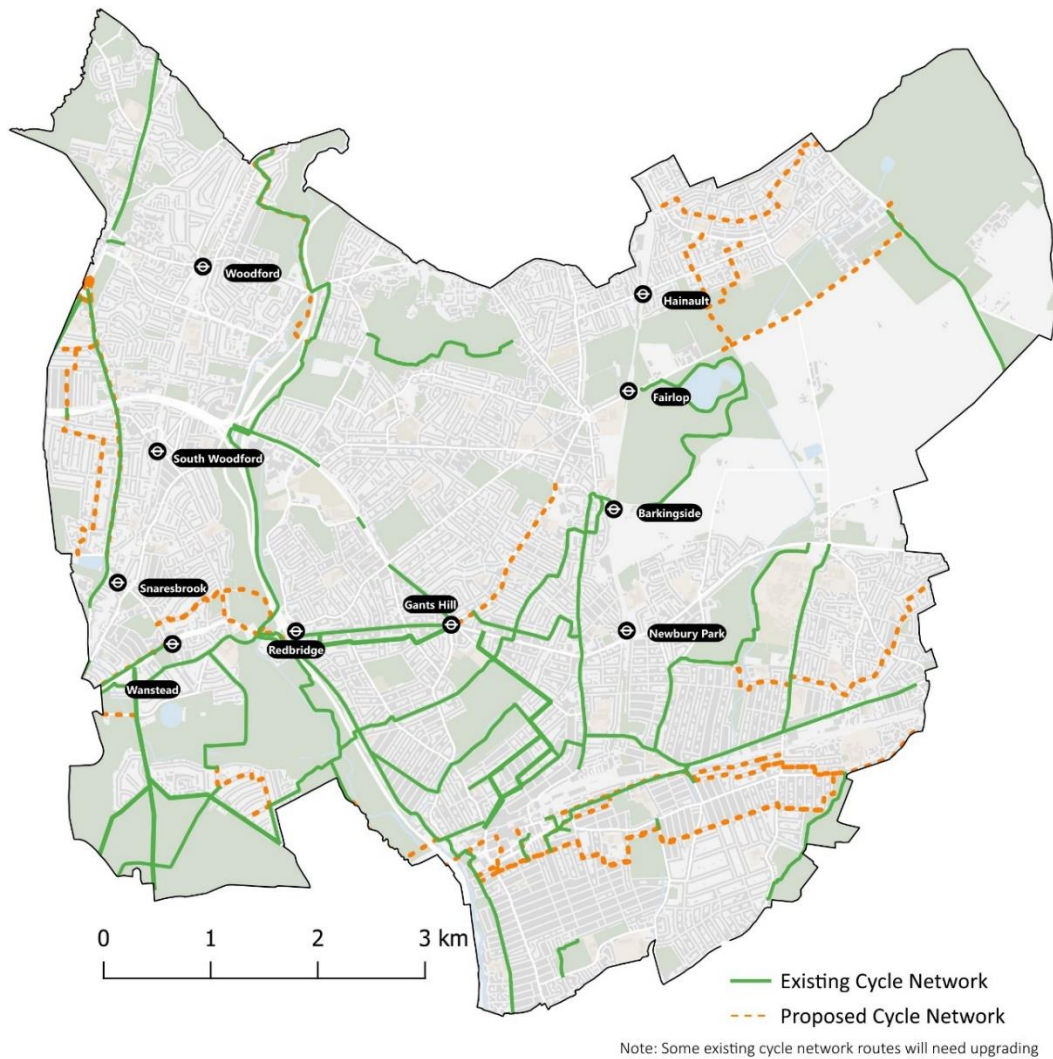 Woodford
Hainault
Fairlop
South Woodford
Barkingside
Snaresbrook
Gants Hill
Newbury Park
Redbridge
Wanstead
0 1 2 3 km
Existing Cycle Network
Proposed Cycle Network
Note: Some existing cycle network routes will need upgrading